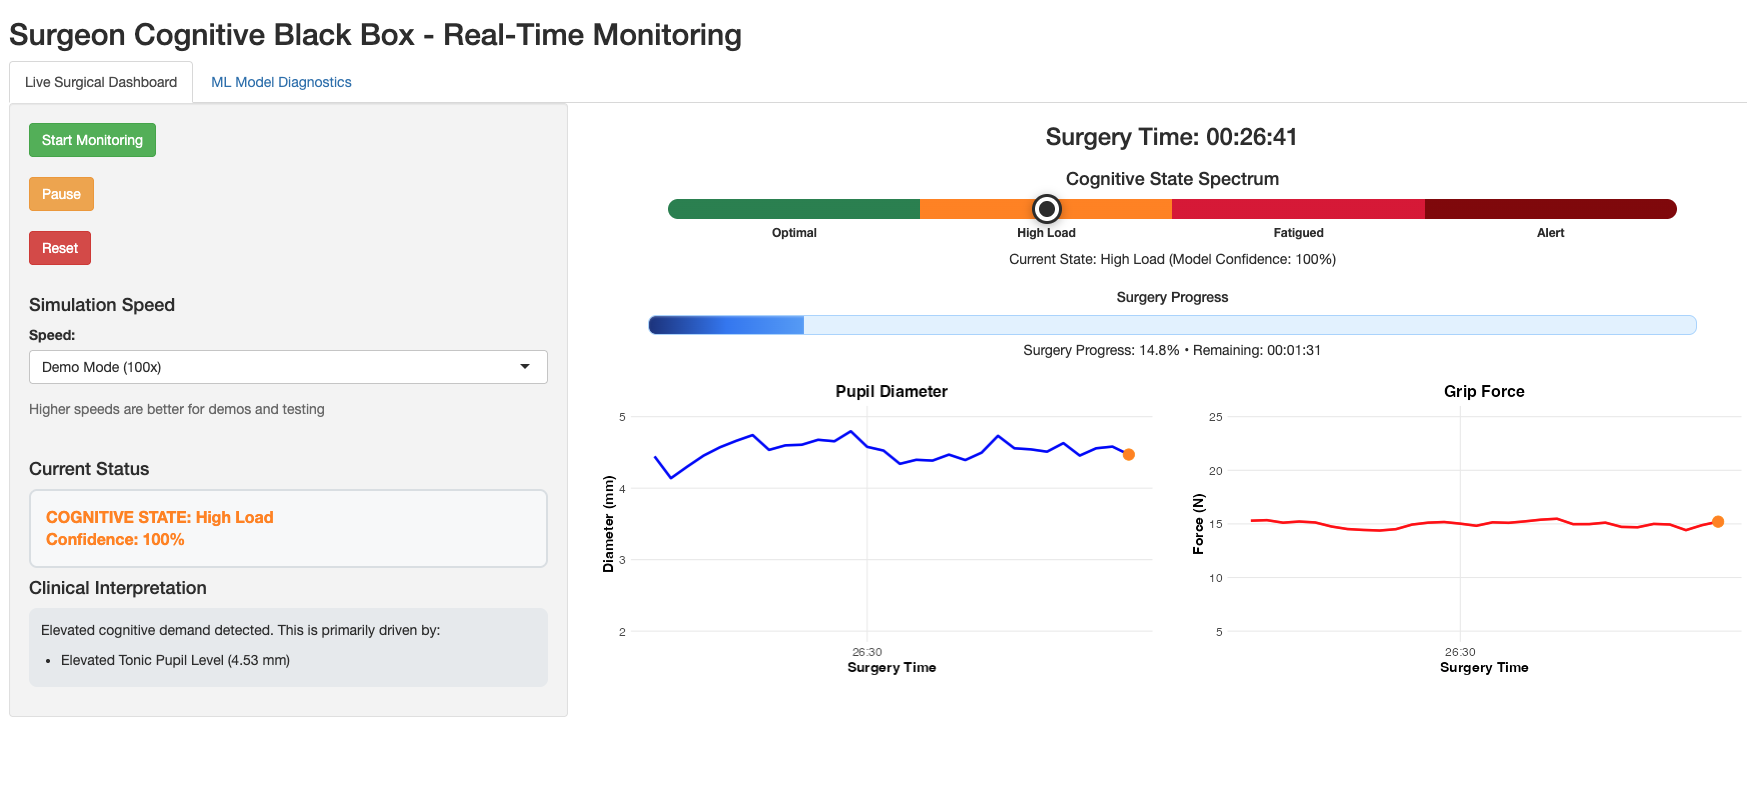 Surgeon Cognitive Black Box - Real-Time Monitoring
Live Surgical Dashboard
ML Model Diagnostics
Start Monitoring
Pause
Reset
Simulation Speed
Speed:
Demo Mode (100x)
Higher speeds are better for demos and testing
Current Status
COGNITIVE STATE: High Load
Confidence: 100%
Clinical Interpretation
Elevated cognitive demand detected. This is primarily driven by:
• Elevated Tonic Pupil Level (4.53 mm)
Surgery Time: 00:26:41
Cognitive State Spectrum
Optimal
High Load
Fatigued
Alert
Current State: High Load (Model Confidence: 100%)
Surgery Progress
Surgery Progress: 14.8% • Remaining: 00:01:31
Pupil Diameter
Diameter (mm)
5
4
3
2
26:30
Surgery Time
Grip Force
Force (N)
25
20
15
10
5
26:30
Surgery Time